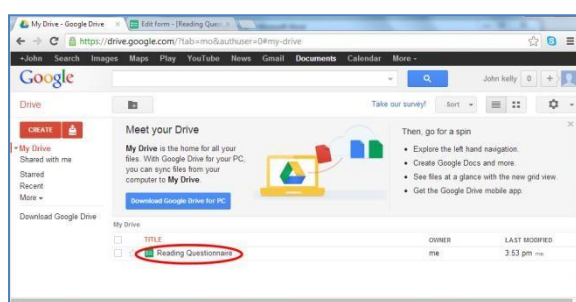 My Drive - Google Drive
Edit form - [Reading Quest
https://drive.google.com/?tab=mo&authuser=0#my-drive
+John Search Images Maps Play YouTube News Gmail Documents Calendar More
Google
John kelly 0 +
Drive
Take our survey! Sort
CREATE
My Drive
Shared with me
Starred
Recent
More
Download Google Drive
Meet your Drive
My Drive is the home for all your
files. With Google Drive for your PC,
you can sync files from your
computer to My Drive.
Download Google Drive for PC
Then, go for a spin
Explore the left hand navigation.
Create Google Docs and more.
See files at a glance with the new grid view.
Get the Google Drive mobile app.
My Drive
TITLE OWNER LAST MODIFIED
Reading Questionnaire me 3:53 pm me